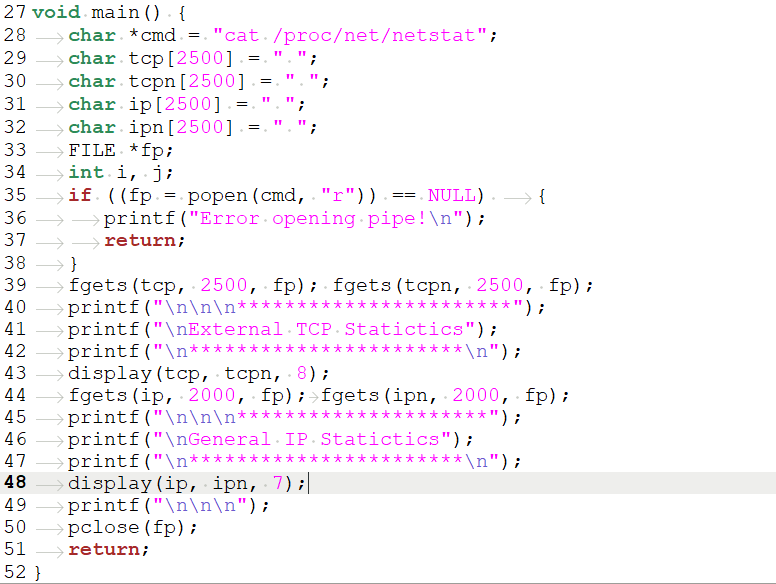 27 void main() {
28 char *cmd = "cat /proc/net/netstat";
29 char tcp[2500] = " ";
30 char tcpn[2500] = " ";
31 char ip[2500] = " ";
32 char ipn[2500] = " ";
33 FILE *fp;
34 int i, j;
35 if ((fp = popen(cmd, "r")) == NULL) {
36 printf("Error opening pipe!\n");
37 return;
38 }
39 fgets(tcp, 2500, fp); fgets(tcpn, 2500, fp);
40 printf("\n\n\n***********************");
41 printf("\nExternal TCP Statictics");
42 printf("\n***********************\n");
43 display(tcp, tcpn, 8);
44 fgets(ip, 2000, fp); fgets(ipn, 2000, fp);
45 printf("\n\n\n*********************");
46 printf("\nGeneral IP Statictics");
47 printf("\n***********************\n");
48 display(ip, ipn, 7);
49 printf("\n\n\n");
50 pclose(fp);
51 return;
52 }